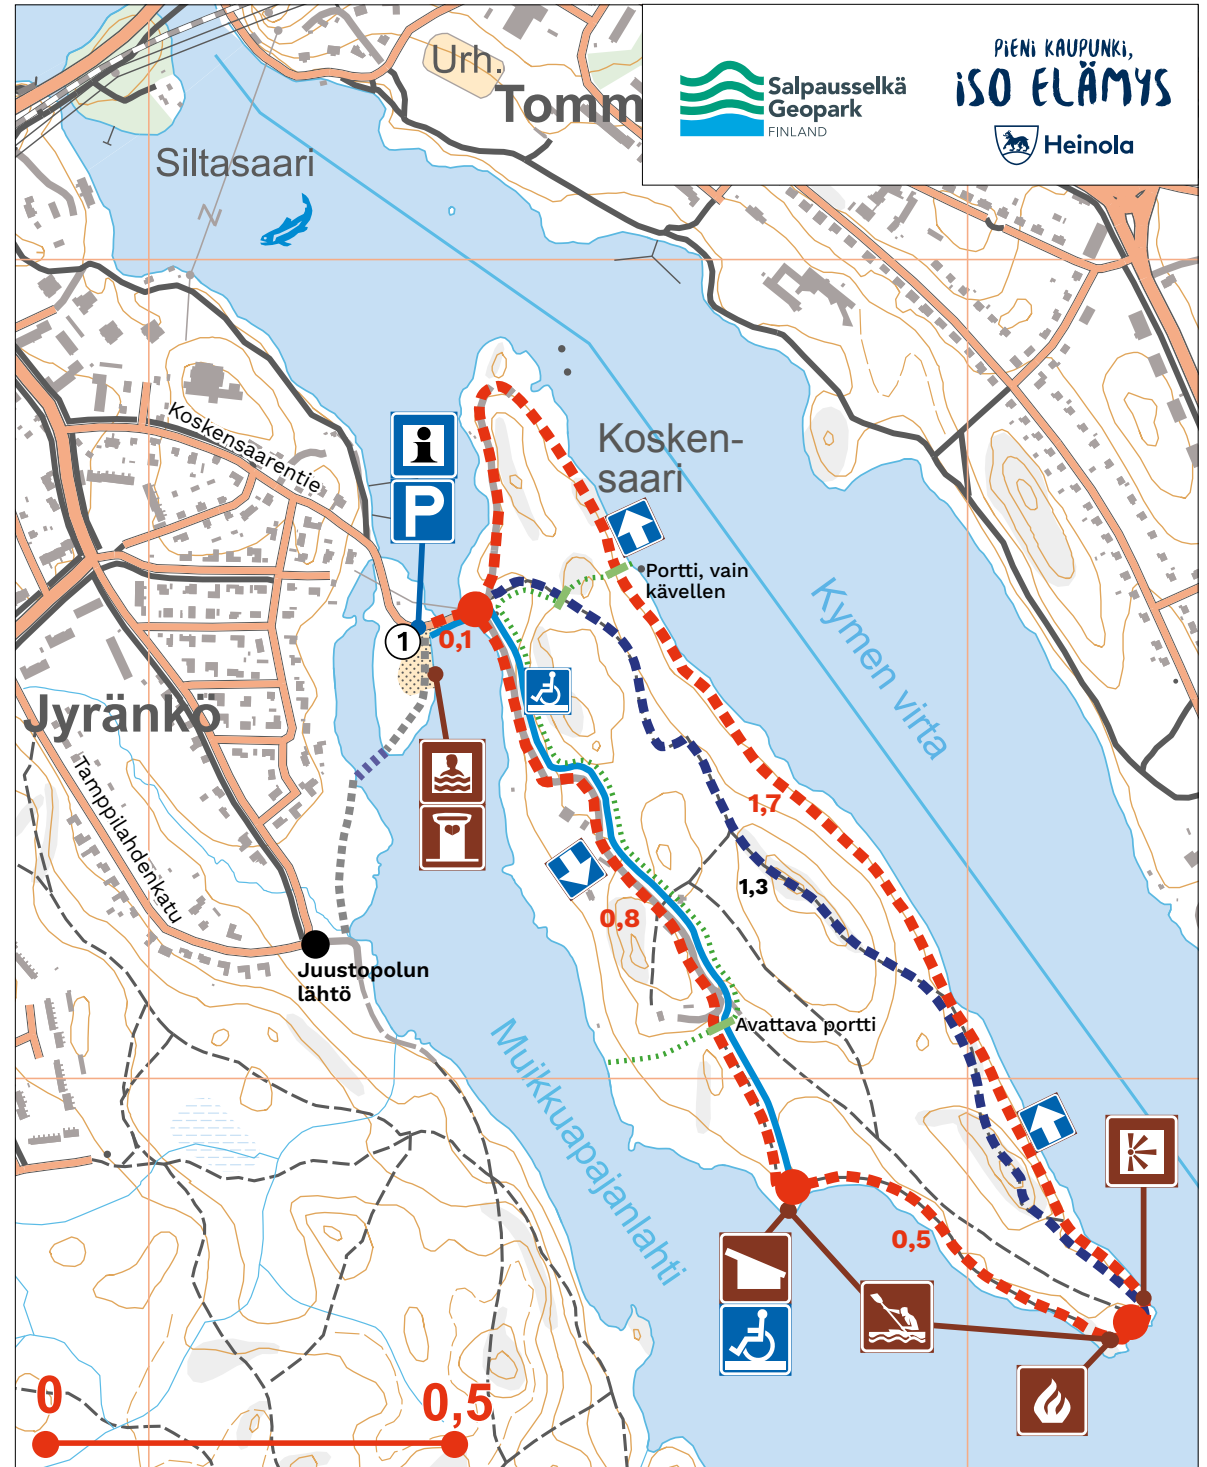 Urh.
Tomm
Siltasaari
Z
Salpausselkä
Geopark
FINLAND
PIENI KAUPUNKI,
ISO ELÄMYS
Heinola
Koskensaarentie
i
P
Kosken-
saari
Portti, vain
kävellen
1
0,1
Kymen virta
Jyränkö
Tamppilahdenkatu
1,7
1,3
0,8
Juustopolun
lähtö
Avattava portti
Muikkuapajanlahti
0,5
0
0,5